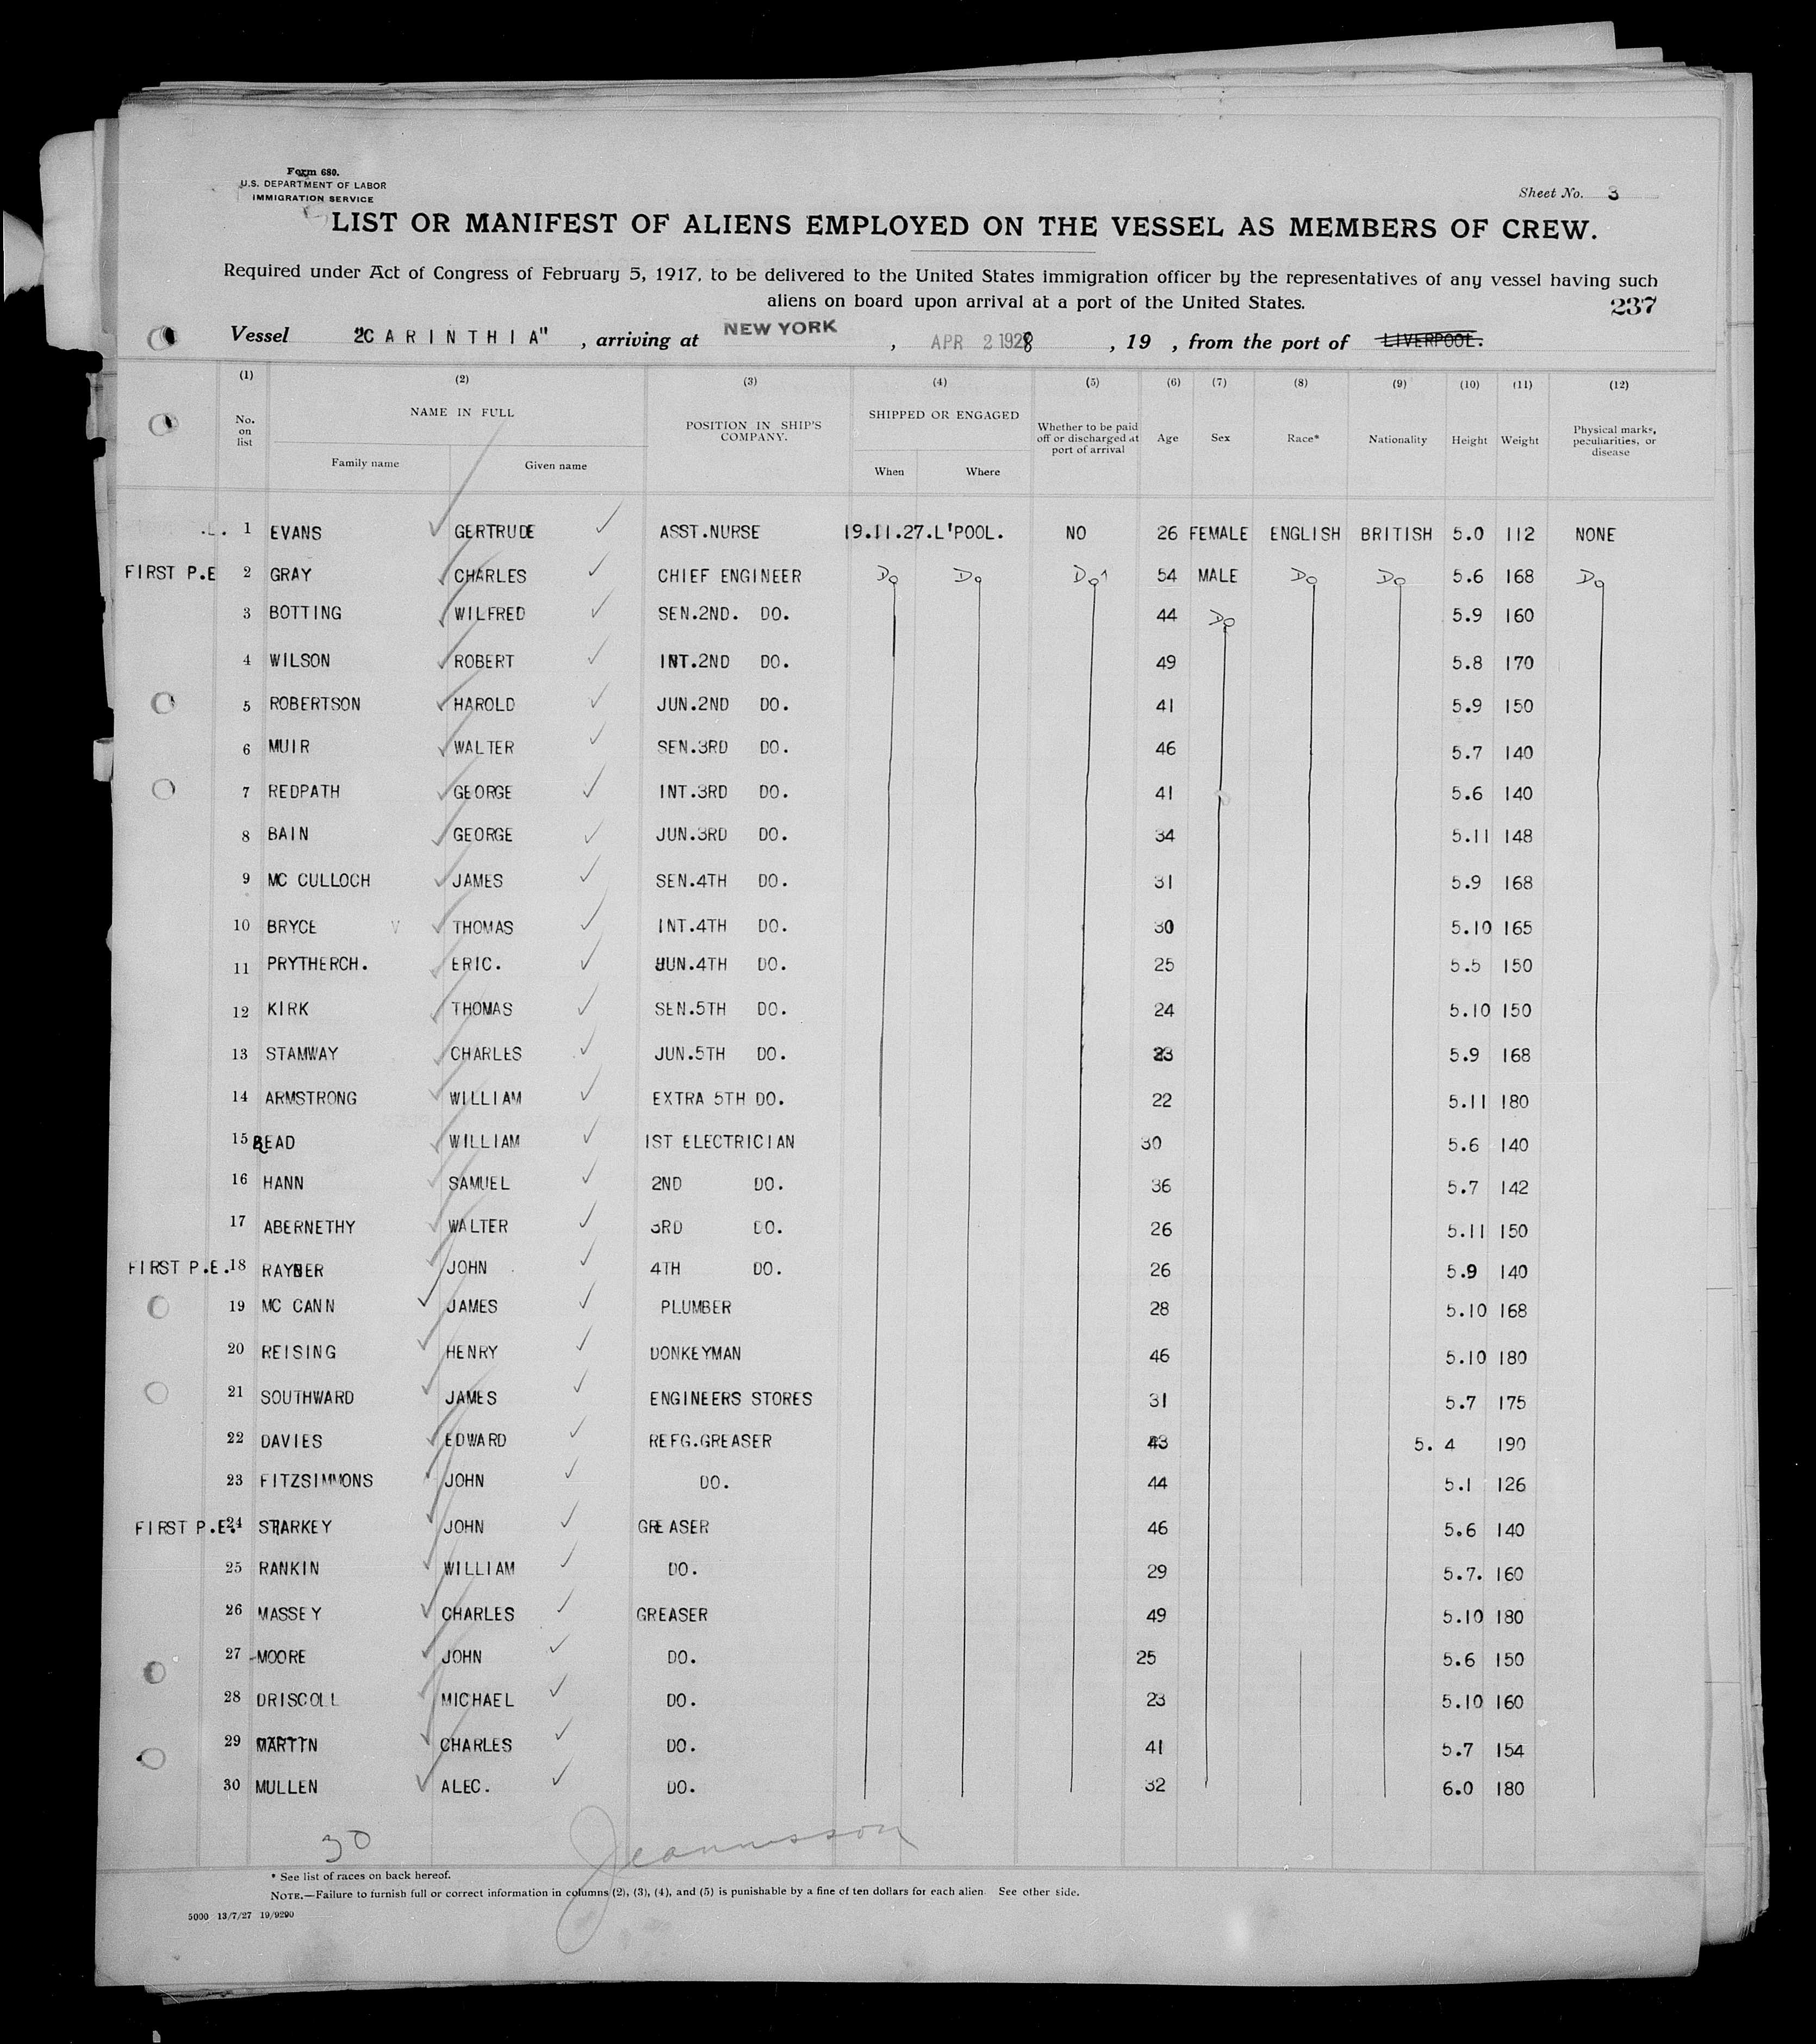 Form 680.
U.S. DEPARTMENT OF LABOR
IMMIGRATION SERVICE
Sheet No. 3
LIST OR MANIFEST OF ALIENS EMPLOYED ON THE VESSEL AS MEMBERS OF CREW.
Required under Act of Congress of February 5, 1917, to be delivered to the United States immigration officer by the representatives of any vessel having such
aliens on board upon arrival at a port of the United States.
237
Vessel "CARINTHIA" , arriving at NEW YORK , APR 2 1928 , 19 , from the port of LIVERPOOL.
(1) (2) (3) (4) (5) (6) (7) (8) (9) (10) (11) (12)
No. on list NAME IN FULL Family name Given name POSITION IN SHIP'S COMPANY. SHIPPED OR ENGAGED When Where Whether to be paid off or discharged at port of arrival Age Sex Race* Nationality Height Weight Physical marks, peculiarities, or disease
1 EVANS GERTRUDE ASST.NURSE 19.11.27.L'POOL. NO 26 FEMALE ENGLISH BRITISH 5.0 112 NONE
FIRST P.E 2 GRAY CHARLES CHIEF ENGINEER Do Do Do 54 MALE Do Do 5.6 168 Do
3 BOTTING WILFRED SEN.2ND. DO. 44 Do 5.9 160
4 WILSON ROBERT INT.2ND DO. 49 5.8 170
5 ROBERTSON HAROLD JUN.2ND DO. 41 5.9 150
6 MUIR WALTER SEN.3RD DO. 46 5.7 140
7 REDPATH GEORGE INT.3RD DO. 41 5.6 140
8 BAIN GEORGE JUN.3RD DO. 34 5.11 148
9 MC CULLOCH JAMES SEN.4TH DO. 31 5.9 168
10 BRYCE THOMAS INT.4TH DO. 30 5.10 165
11 PRYTHERCH. ERIC. JUN.4TH DO. 25 5.5 150
12 KIRK THOMAS SEN.5TH DO. 24 5.10 150
13 STAMWAY CHARLES JUN.5TH DO. 23 5.9 168
14 ARMSTRONG WILLIAM EXTRA 5TH DO. 22 5.11 180
15 READ WILLIAM 1ST ELECTRICIAN 30 5.6 140
16 HANN SAMUEL 2ND DO. 36 5.7 142
17 ABERNETHY WALTER 3RD DO. 26 5.11 150
FIRST P.E. 18 RAYNER JOHN 4TH DO. 26 5.9 140
19 MC CANN JAMES PLUMBER 28 5.10 168
20 REISING HENRY DONKEYMAN 46 5.10 180
21 SOUTHWARD JAMES ENGINEERS STORES 31 5.7 175
22 DAVIES EDWARD REFG.GREASER 43 5.4 190
23 FITZSIMMONS JOHN DO. 44 5.1 126
FIRST P.E. 24 STARKEY JOHN GREASER 46 5.6 140
25 RANKIN WILLIAM DO. 29 5.7. 160
26 MASSEY CHARLES GREASER 49 5.10 180
27 MOORE JOHN DO. 25 5.6 150
28 DRISCOLL MICHAEL DO. 23 5.10 160
29 MARTIN CHARLES DO. 41 5.7 154
30 MULLEN ALEC. DO. 32 6.0 180
30
* See list of races on back hereof.
NOTE.—Failure to furnish full or correct information in columns (2), (3), (4), and (5) is punishable by a fine of ten dollars for each alien See other side.
5000 13/7/27 19/9290